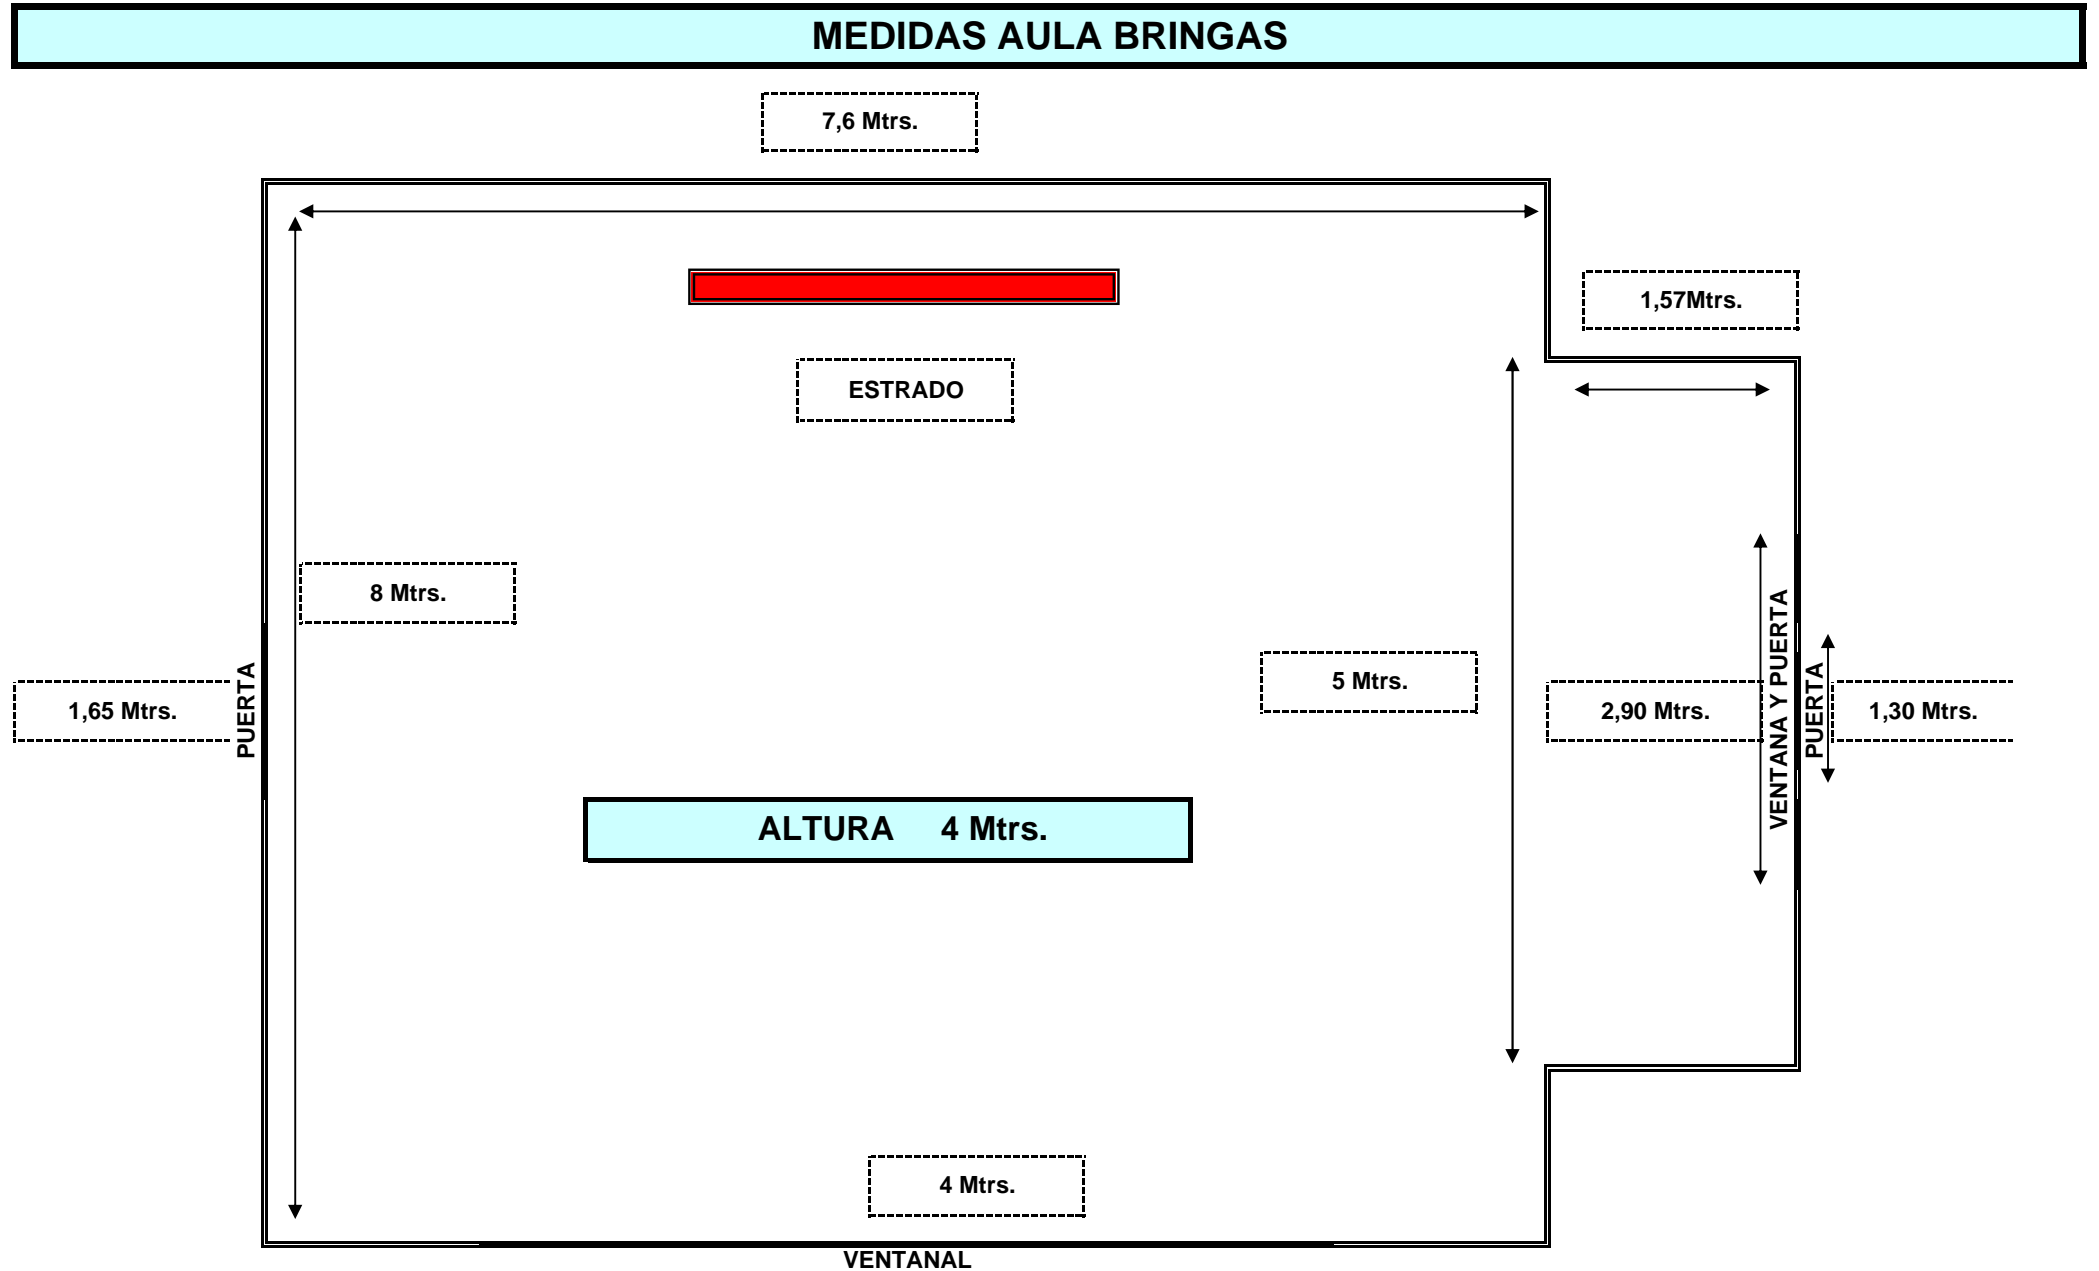 MEDIDAS AULA BRINGAS
7,6 Mtrs.
1,57Mtrs.
ESTRADO
8 Mtrs.
5 Mtrs.
1,65 Mtrs.
PUERTA
2,90 Mtrs.
VENTANA Y PUERTA
PUERTA
1,30 Mtrs.
ALTURA 4 Mtrs.
4 Mtrs.
VENTANAL